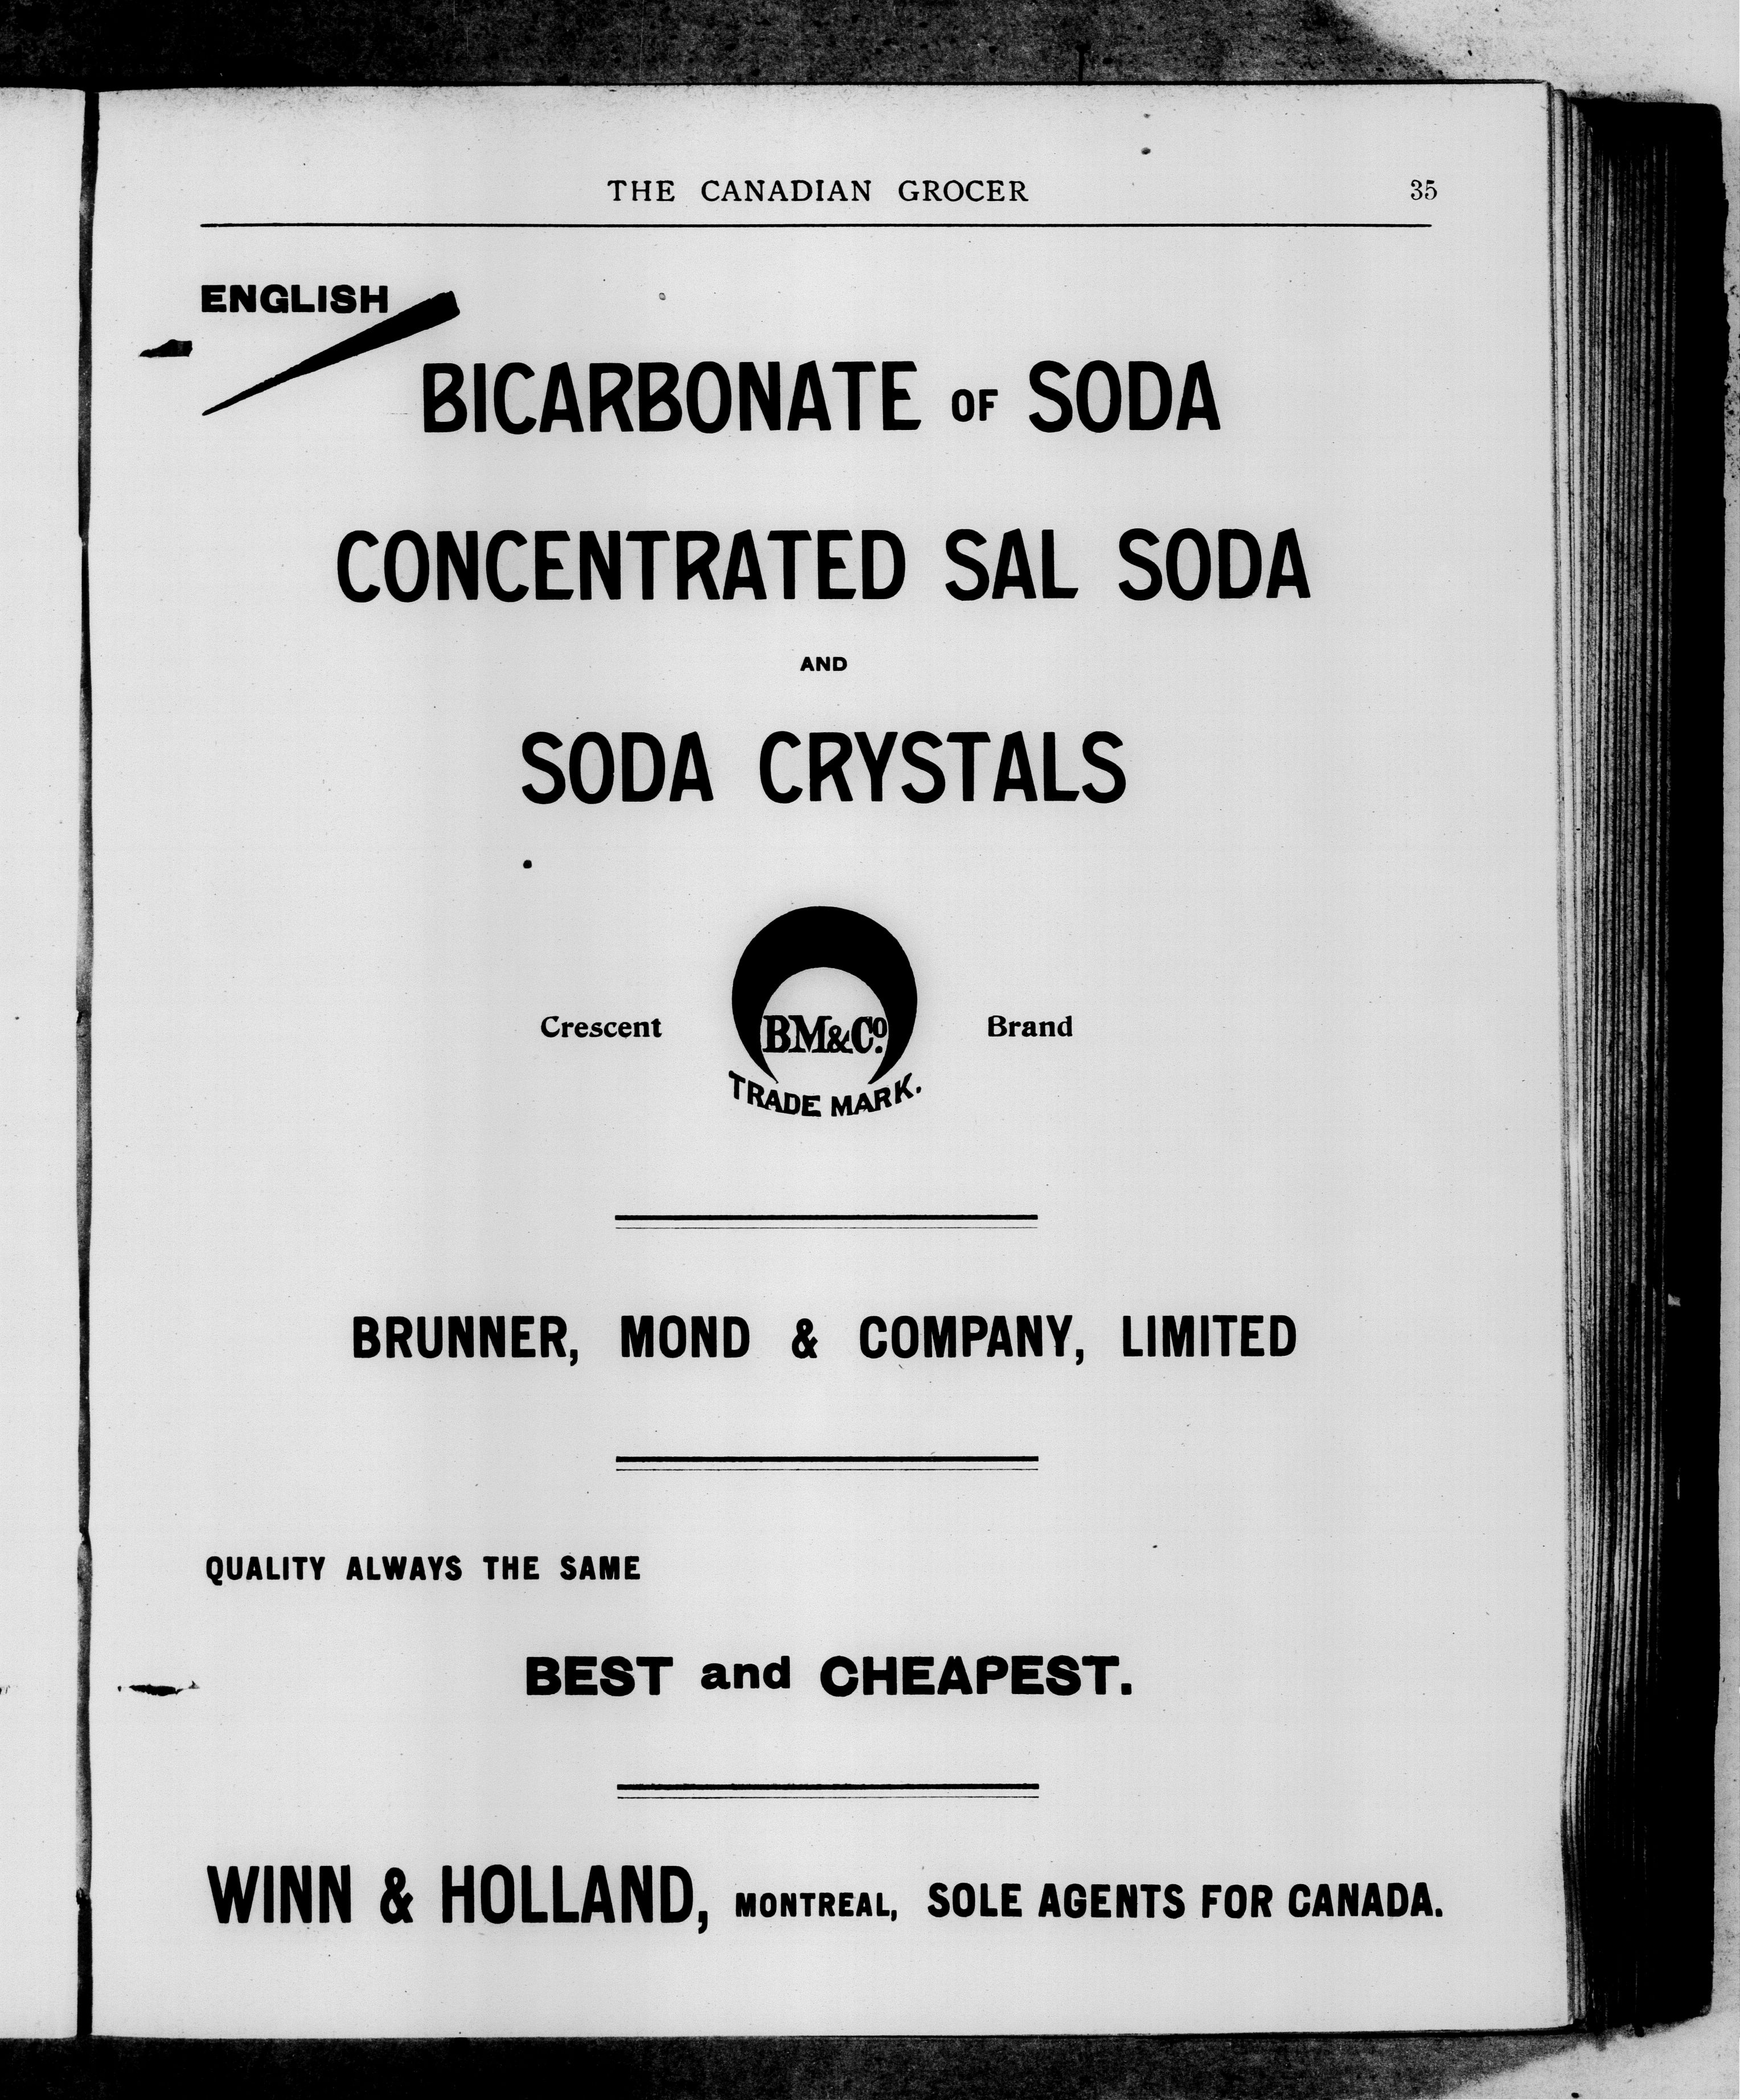 THE CANADIAN GROCER 35
ENGLISH
BICARBONATE OF SODA
CONCENTRATED SAL SODA
AND
SODA CRYSTALS
Crescent BM&Co. Brand
TRADE MARK.
BRUNNER, MOND & COMPANY, LIMITED
QUALITY ALWAYS THE SAME
BEST and CHEAPEST.
WINN & HOLLAND, MONTREAL, SOLE AGENTS FOR CANADA.